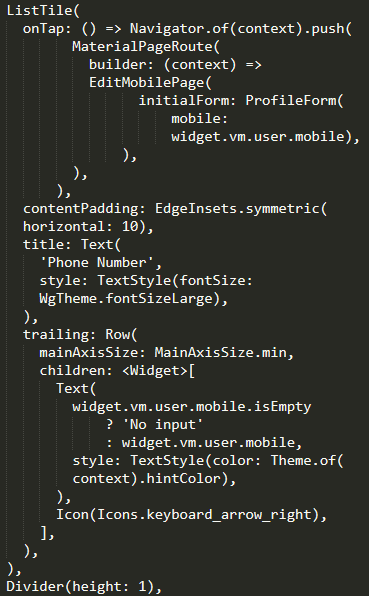 ListTile(
  onTap: () => Navigator.of(context).push(
        MaterialPageRoute(
          builder: (context) =>
          EditMobilePage(
                initialForm: ProfileForm(
                    mobile:
                    widget.vm.user.mobile),
              ),
        ),
      ),
  contentPadding: EdgeInsets.symmetric(
  horizontal: 10),
  title: Text(
    'Phone Number',
    style: TextStyle(fontSize:
    WgTheme.fontSizeLarge),
  ),
  trailing: Row(
    mainAxisSize: MainAxisSize.min,
    children: <Widget>[
      Text(
        widget.vm.user.mobile.isEmpty
            ? 'No input'
            : widget.vm.user.mobile,
        style: TextStyle(color: Theme.of(
        context).hintColor),
      ),
      Icon(Icons.keyboard_arrow_right),
    ],
  ),
),
Divider(height: 1),